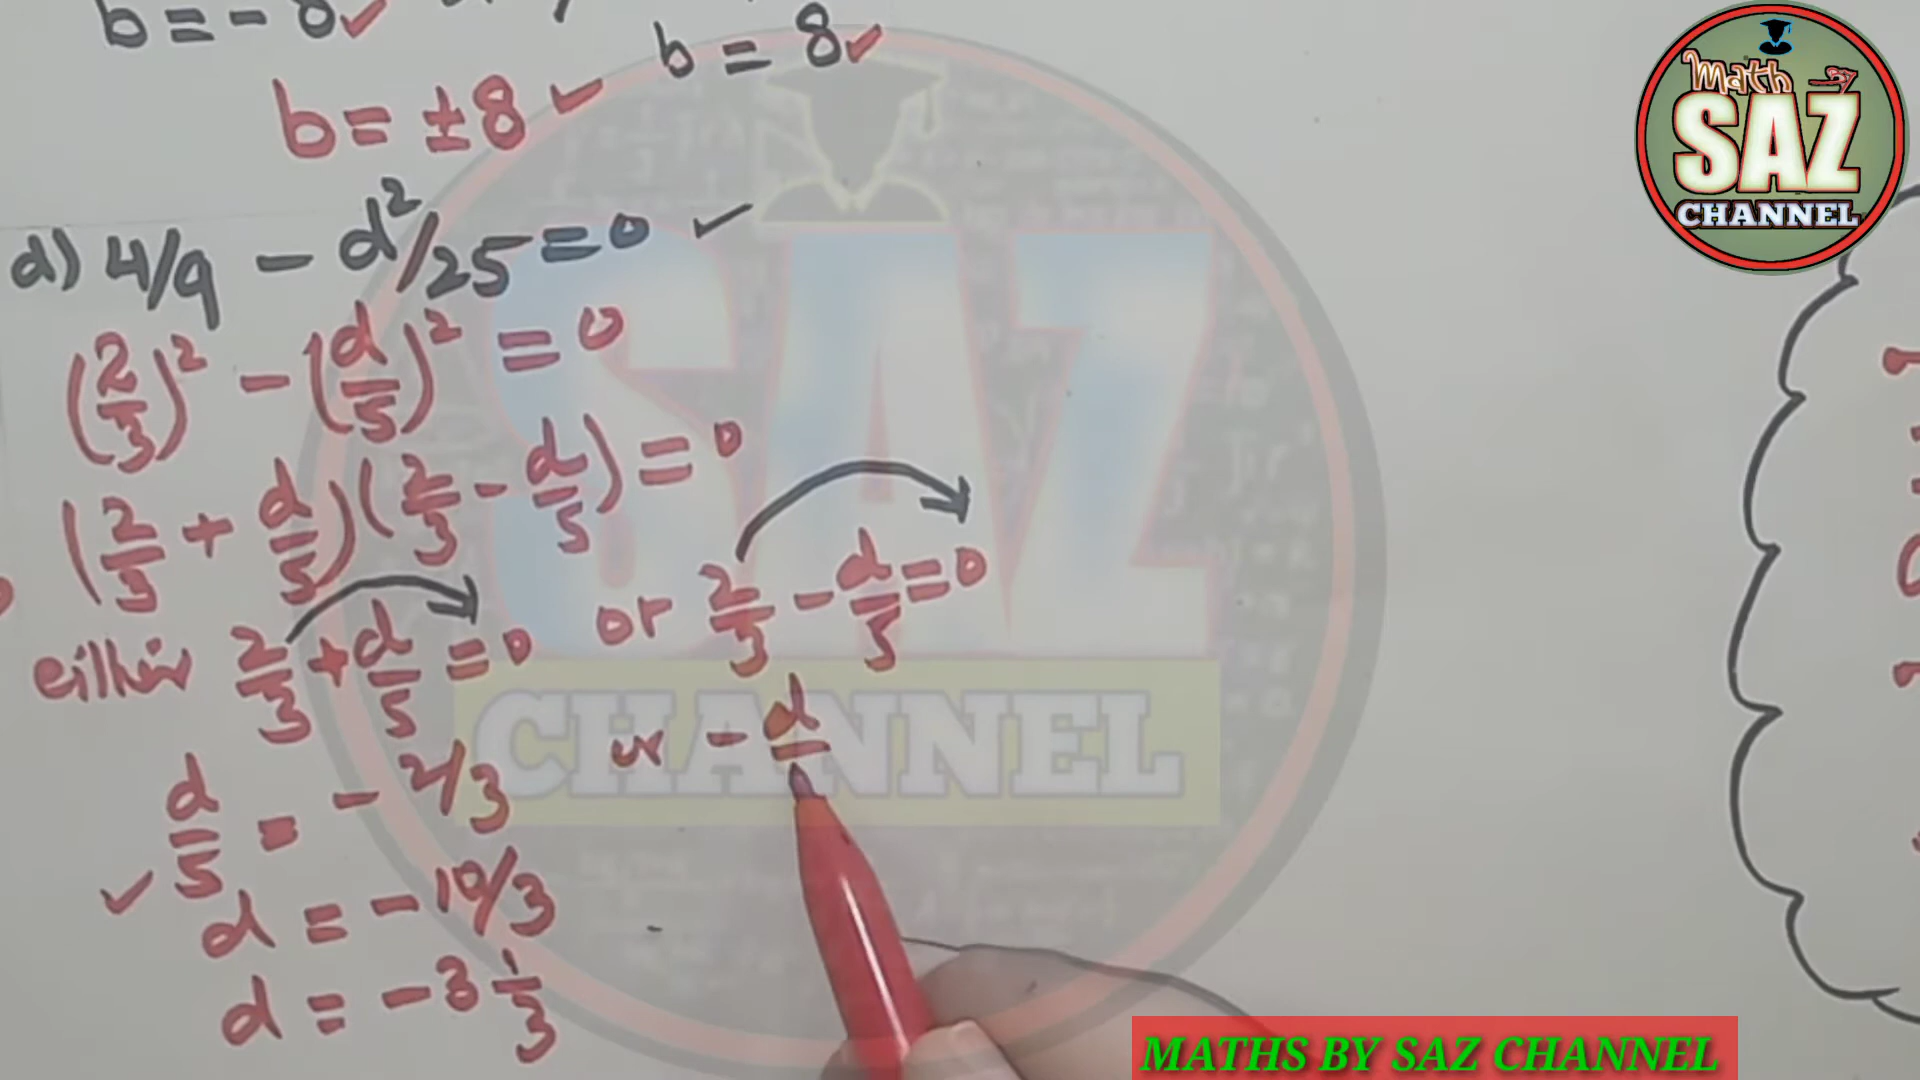 b = - 8✓
b = 8✓
b = ±8 ✓
d) 4/9 - d²/25 = 0 ✓
(2/3)² - (d/5)² = 0
(2/3 + d/5)(2/3 - d/5) = 0
either 2/3 + d/5 = 0 or 2/3 - d/5 = 0
d/5 = - 2/3 or - d/
✓ d = - 10/3
d = - 3 1/3
Math
SAZ
CHANNEL
SAZ
CHANNEL
MATHS BY SAZ CHANNEL